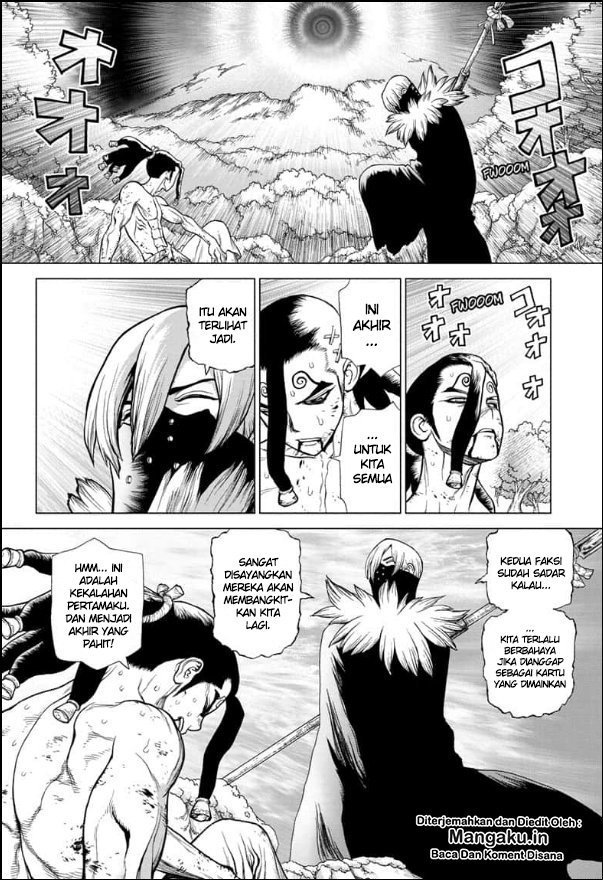 コオオオ
FWOOOM
オオオオ
コオオ
FWOOOM
オオオ
INI
AKHIR
...
...
UNTUK
KITA
SEMUA
ITU AKAN
TERLIHAT
JADI.
KEDUA FAKSI
SUDAH SADAR
KALAU...
... 
KITA TERLALU
BERBAHAYA
JIKA DIANGGAP
SEBAGAI KARTU
YANG DIMAINKAN
SANGAT
DISAYANGKAN
MEREKA AKAN
MEMBANGKIT-
KAN KITA
LAGI.
HMM... INI
ADALAH
KEKALAHAN
PERTAMAKU.
DAN MENJADI
AKHIR YANG
PAHIT!
Diterjemahkan dan Diedit Oleh :
Mangaku.in
Baca Dan Koment Disana